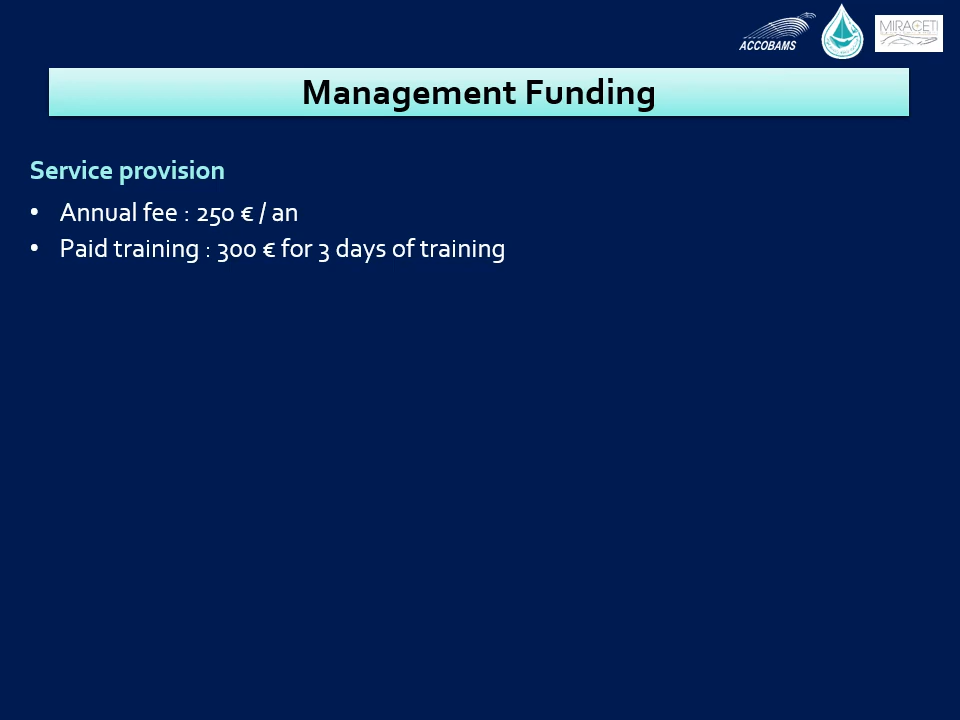 ACCOBAMS
MIRACETI
Management Funding
Service provision
• Annual fee : 250 € / an
• Paid training : 300 € for 3 days of training